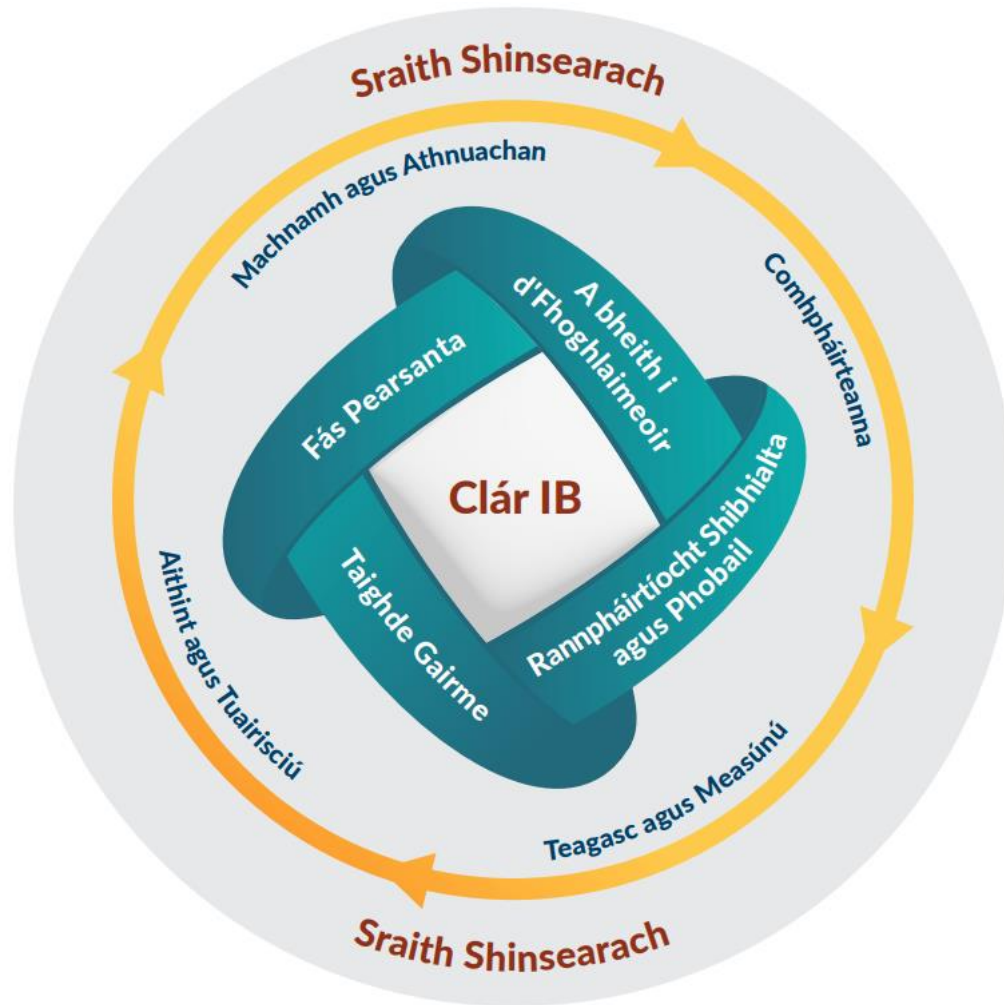 Sraith Shinsearach
Machnamh agus Athnuachan
Comhpháirteanna
A bheith i
d'Fhoghlaimeoir
Fás Pearsanta
Clár IB
Rannpháirtíocht Shibhialta
agus Phobail
Taighde Gairme
Aithint agus Tuairisciú
Teagasc agus Measúnú
Sraith Shinsearach